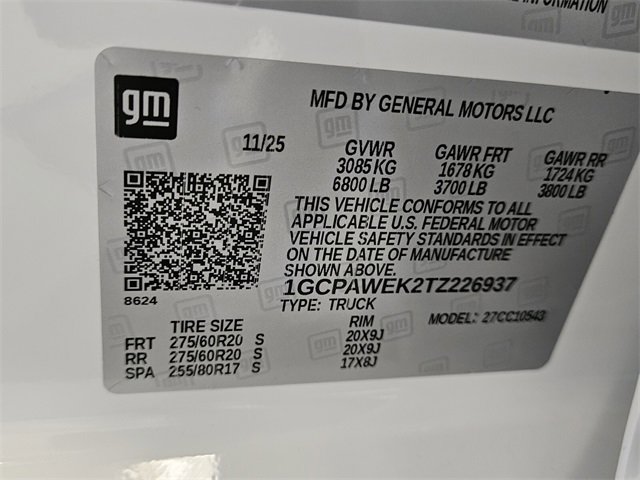 INFORMATION
gm
MFD BY GENERAL MOTORS LLC
11/25
GVWR GAWR FRT GAWR RR
3085 KG 1678 KG 1724 KG
6800 LB 3700 LB 3800 LB
THIS VEHICLE CONFORMS TO ALL
APPLICABLE U.S. FEDERAL MOTOR
VEHICLE SAFETY STANDARDS IN EFFECT
ON THE DATE OF MANUFACTURE
SHOWN ABOVE.
8624
1GCPAWEK2TZ226937
TYPE: TRUCK
MODEL: 27CC10543
TIRE SIZE RIM
FRT 275/60R20 S 20X9J
RR 275/60R20 S 20X9J
SPA 255/80R17 S 17X8J